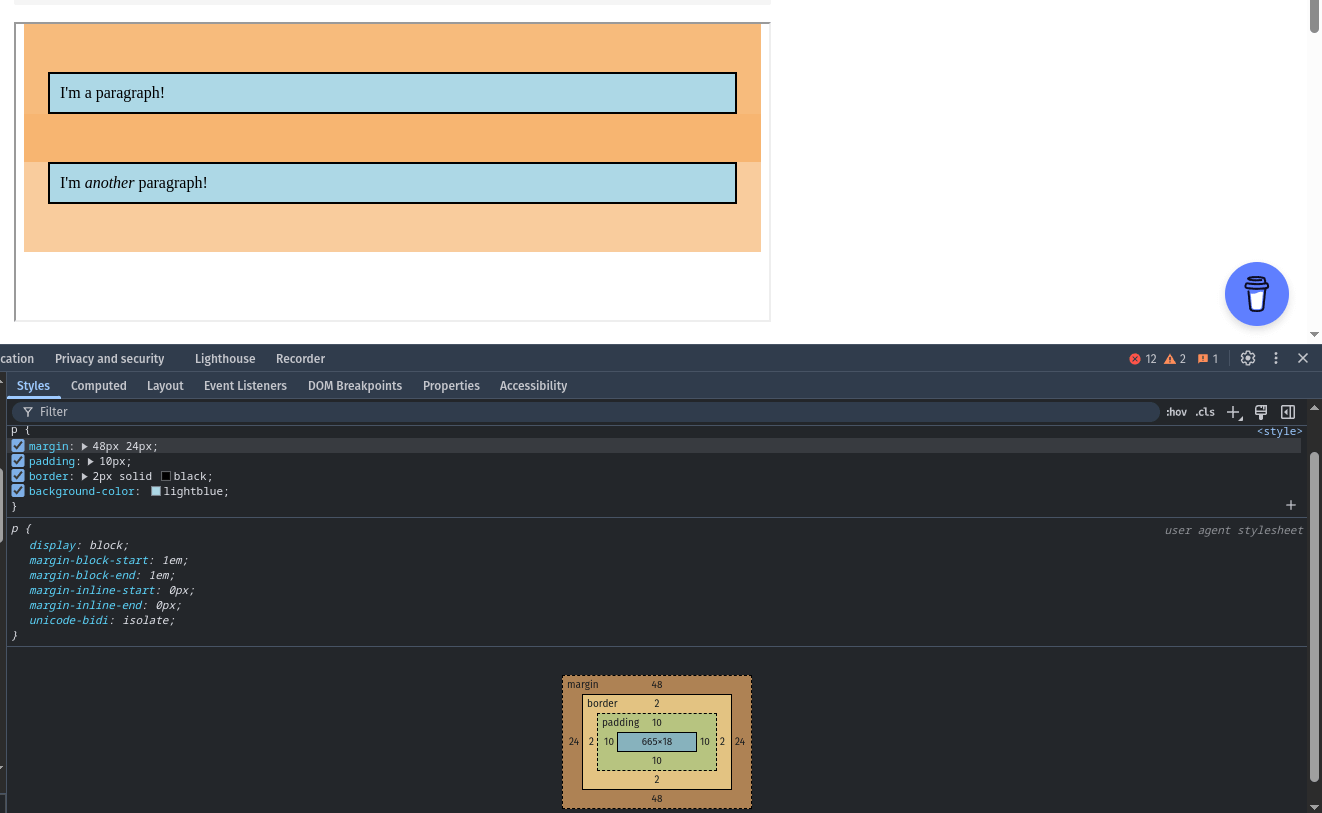 I'm a paragraph!
I'm another paragraph!
cation Privacy and security Lighthouse Recorder 12 2 1
Styles Computed Layout Event Listeners DOM Breakpoints Properties Accessibility
Filter :hov .cls
p { <style>
margin: 48px 24px;
padding: 10px;
border: 2px solid black;
background-color: lightblue;
}
p { user agent stylesheet
display: block;
margin-block-start: 1em;
margin-block-end: 1em;
margin-inline-start: 0px;
margin-inline-end: 0px;
unicode-bidi: isolate;
}
margin 48
border 2
padding 10
24 2 10 665×18 10 2 24
10
2
48